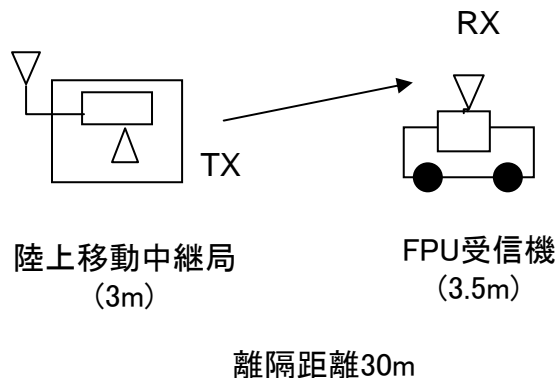 RX
TX
陸上移動中継局
(3m)
FPU受信機
(3.5m)
離隔距離30m